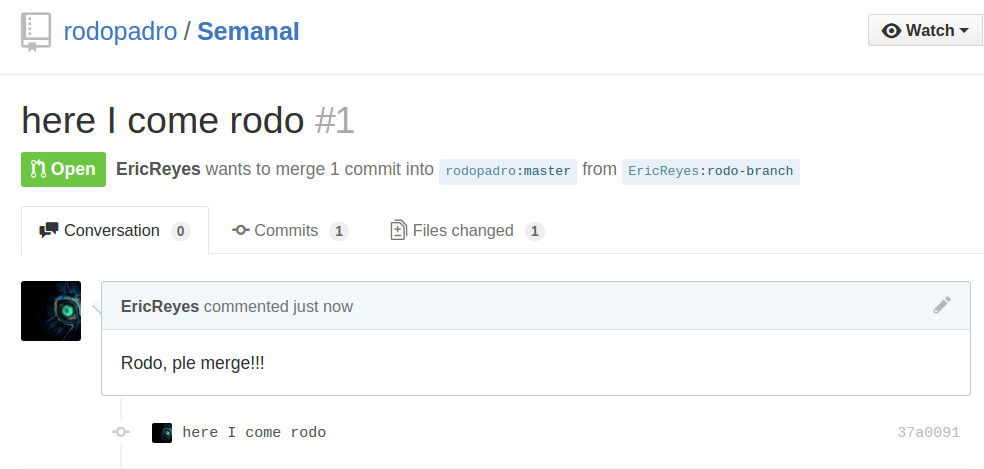 rodopadro / Semanal
Watch
here I come rodo #1
Open EricReyes wants to merge 1 commit into rodopadro:master from EricReyes:rodo-branch
Conversation 0 Commits 1 Files changed 1
EricReyes commented just now
Rodo, ple merge!!!
here I come rodo 37a0091